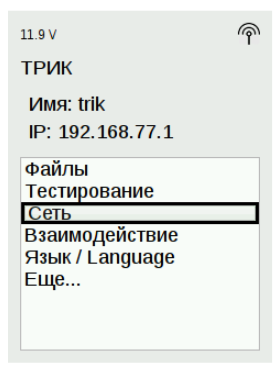 11.9 V
ТРИК
Имя: trik
IP: 192.168.77.1
Файлы
Тестирование
Сеть
Взаимодействие
Язык / Language
Еще...